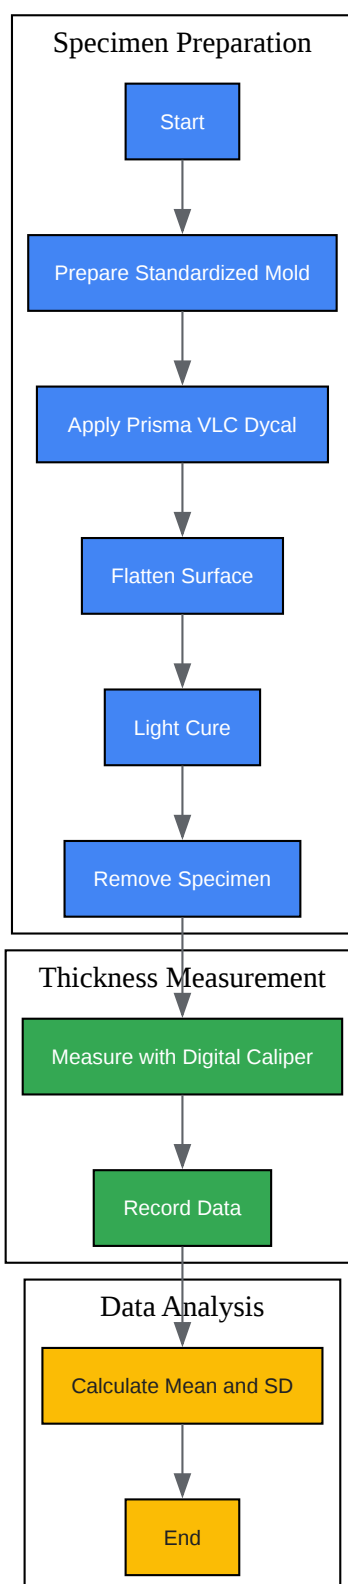 Specimen Preparation
Start
Prepare Standardized Mold
Apply Prisma VLC Dycal
Flatten Surface
Light Cure
Remove Specimen
Thickness Measurement
Measure with Digital Caliper
Record Data
Data Analysis
Calculate Mean and SD
End